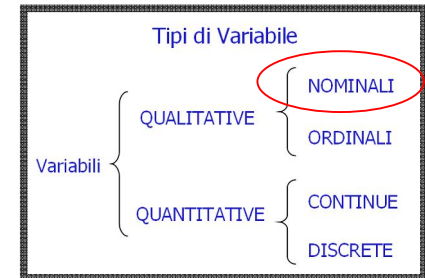 Tipi di Variabile
NOMINALI
QUALITATIVE
ORDINALI
Variabili
CONTINUE
QUANTITATIVE
DISCRETE